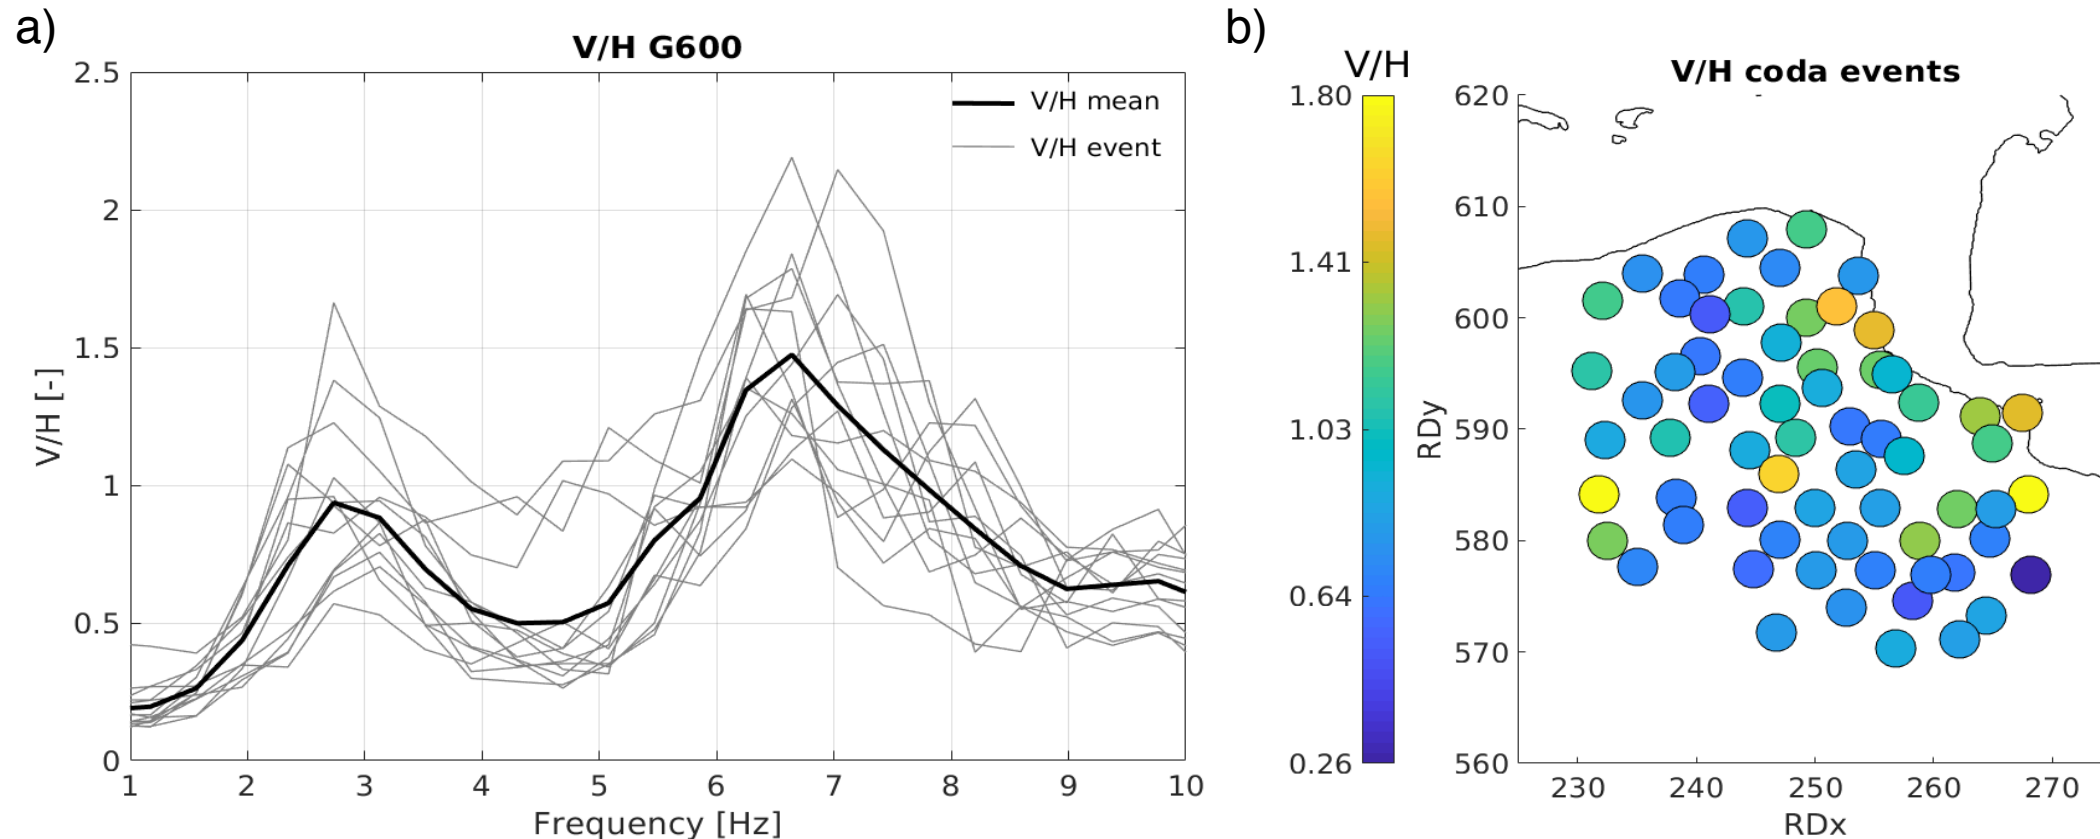 a)
V/H G600
2.5
2
1.5
1
0.5
0
V/H [-]
1 2 3 4 5 6 7 8 9 10
Frequency [Hz]
V/H mean
V/H event
b)
V/H
1.80
1.41
1.03
0.64
0.26
V/H coda events
620
610
600
590
580
570
560
RDy
230 240 250 260 270
RDx